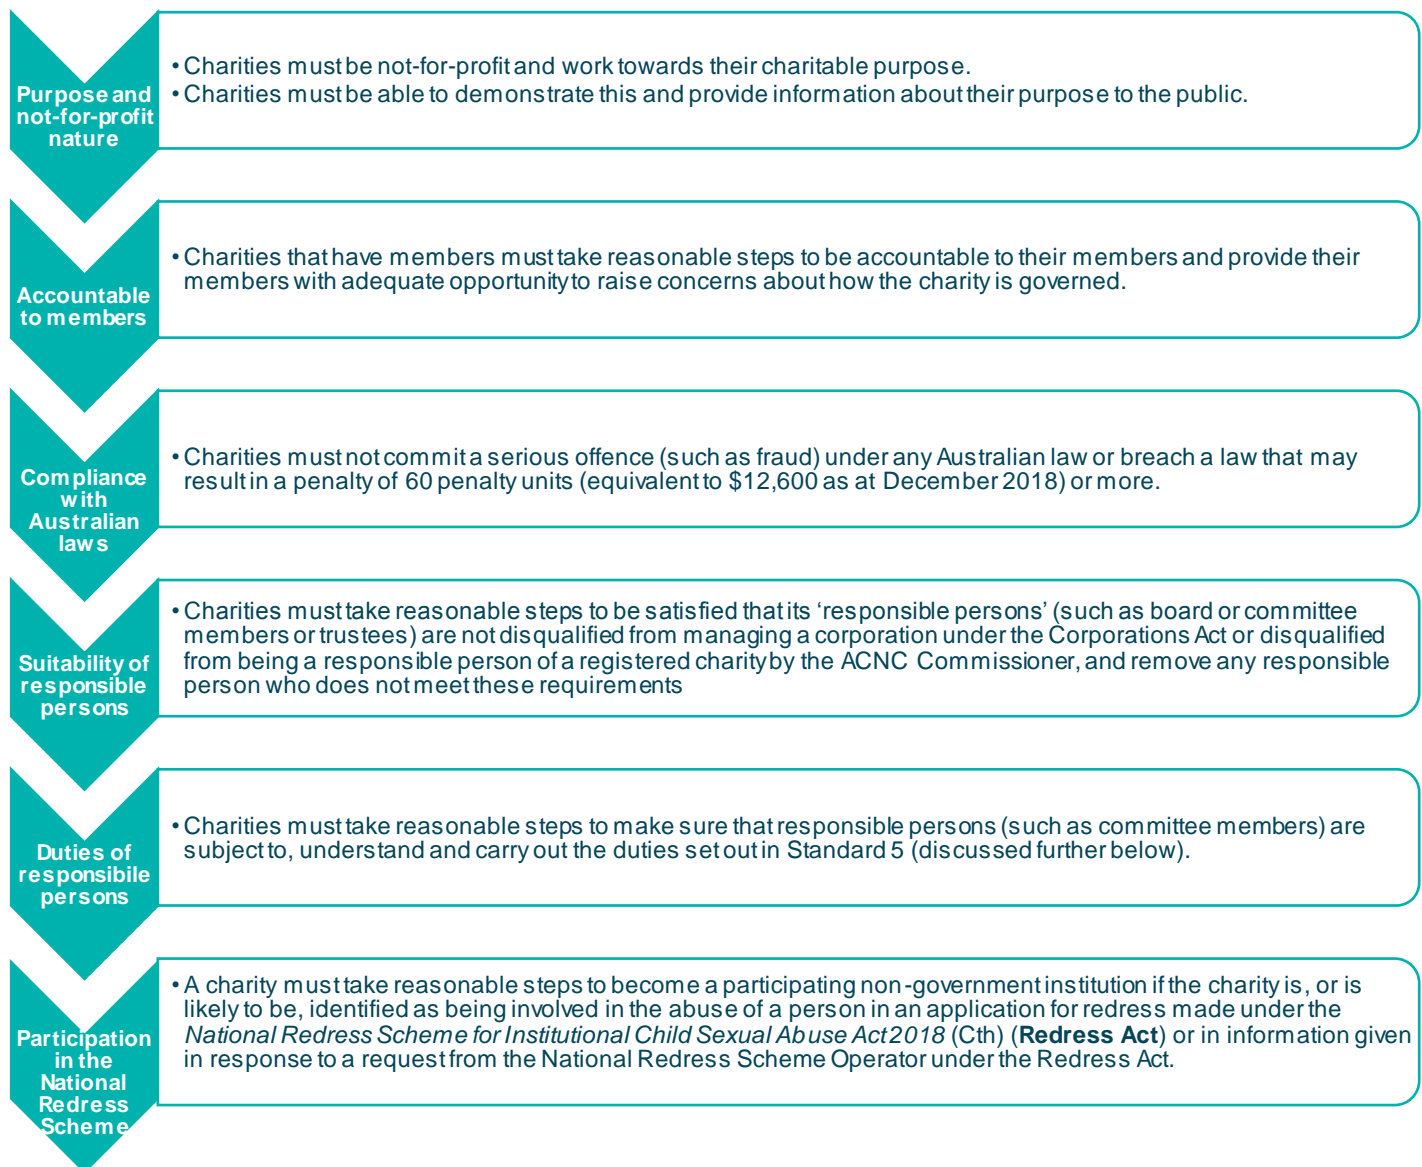 Purpose and
not-for-profit
nature
• Charities must be not-for-profit and work towards their charitable purpose.
• Charities must be able to demonstrate this and provide information about their purpose to the public.
Accountable
to members
• Charities that have members must take reasonable steps to be accountable to their members and provide their
members with adequate opportunity to raise concerns about how the charity is governed.
Compliance
with
Australian
laws
• Charities must not commit a serious offence (such as fraud) under any Australian law or breach a law that may
result in a penalty of 60 penalty units (equivalent to $12,600 as at December 2018) or more.
Suitability of
responsible
persons
• Charities must take reasonable steps to be satisfied that its ‘responsible persons’ (such as board or committee
members or trustees) are not disqualified from managing a corporation under the Corporations Act or disqualified
from being a responsible person of a registered charity by the ACNC Commissioner, and remove any responsible
person who does not meet these requirements
Duties of
responsibile
persons
• Charities must take reasonable steps to make sure that responsible persons (such as committee members) are
subject to, understand and carry out the duties set out in Standard 5 (discussed further below).
Participation
in the
National
Redress
Scheme
• A charity must take reasonable steps to become a participating non-government institution if the charity is, or is
likely to be, identified as being involved in the abuse of a person in an application for redress made under the
National Redress Scheme for Institutional Child Sexual Abuse Act 2018 (Cth) (Redress Act) or in information given
in response to a request from the National Redress Scheme Operator under the Redress Act.